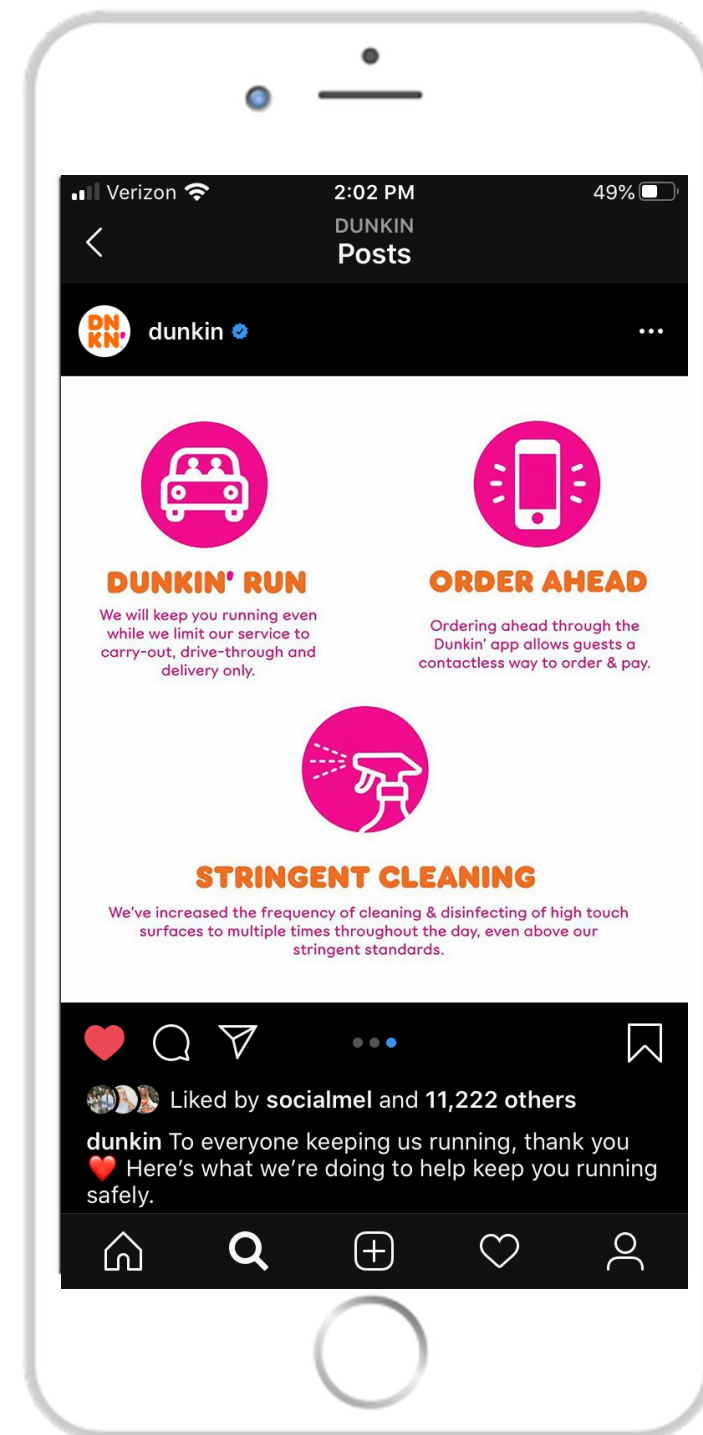 Verizon 2:02 PM 49%
DUNKIN
Posts
DN
KN'
dunkin
DUNKIN' RUN
We will keep you running even
while we limit our service to
carry-out, drive-through and
delivery only.
ORDER AHEAD
Ordering ahead through the
Dunkin' app allows guests a
contactless way to order & pay.
STRINGENT CLEANING
We've increased the frequency of cleaning & disinfecting of high touch
surfaces to multiple times throughout the day, even above our
stringent standards.
Liked by socialmel and 11,222 others
dunkin To everyone keeping us running, thank you
❤️ Here's what we're doing to help keep you running
safely.